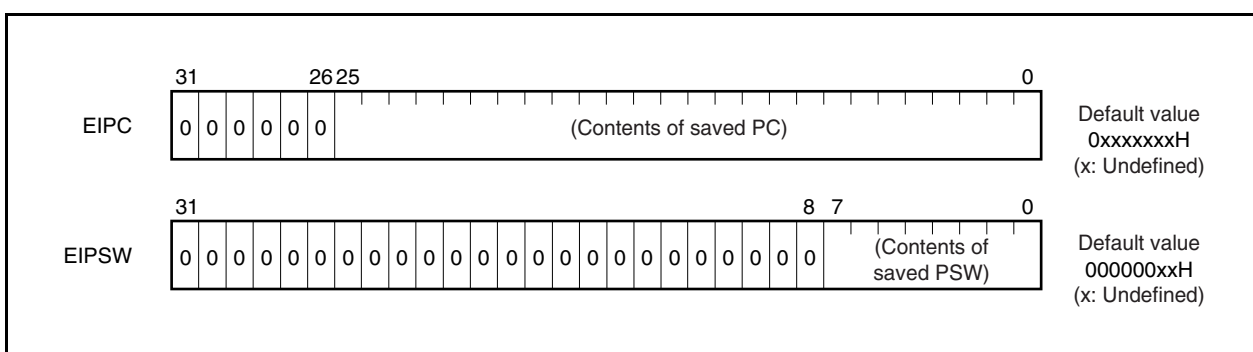 31 26 25 0
EIPC 0 0 0 0 0 0 (Contents of saved PC)
Default value
0xxxxxxxH
(x: Undefined)
31 8 7 0
EIPSW 0 0 0 0 0 0 0 0 0 0 0 0 0 0 0 0 0 0 0 0 0 0 0 0 (Contents of
saved PSW)
Default value
000000xxH
(x: Undefined)